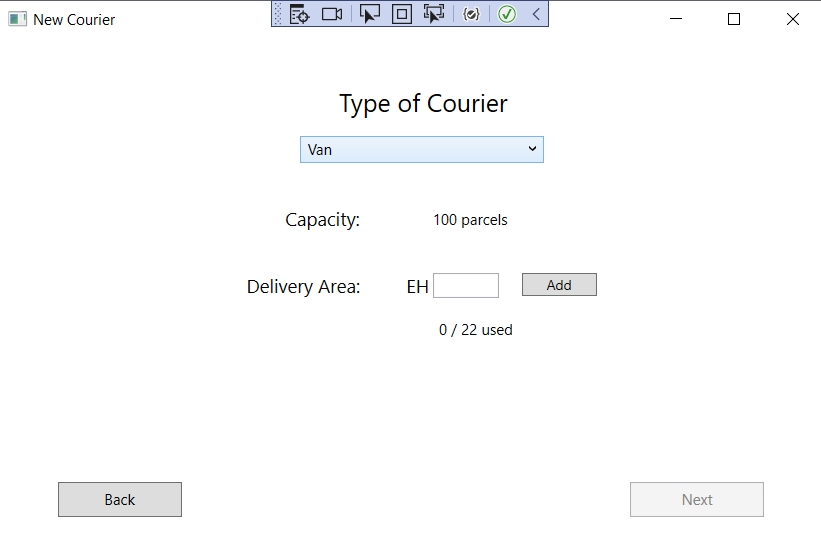 New Courier
Type of Courier
Van
Capacity: 100 parcels
Delivery Area: EH Add
0 / 22 used
Back Next